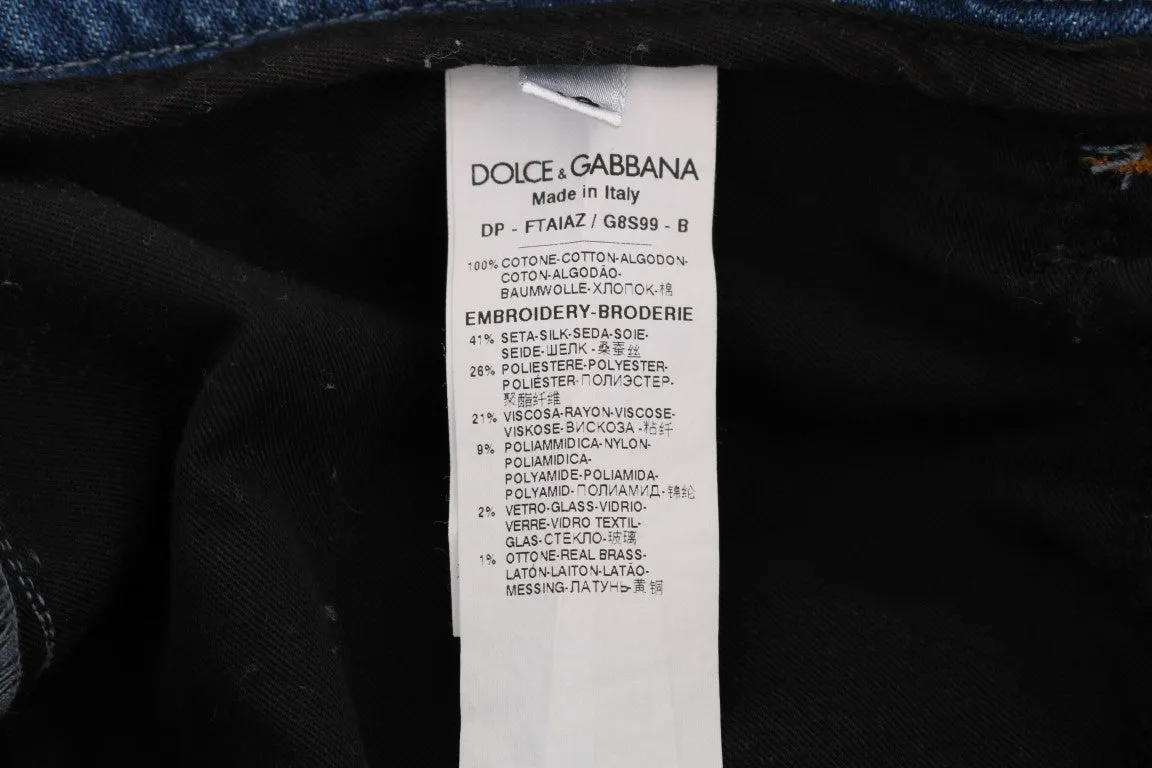 DOLCE & GABBANA
Made in Italy
DP - FTAIAZ / G8S99 - B
100% COTONE-COTTON-ALGODON-
COTON-ALGODÃO-
BAUMWOLLE-ХЛОПОК-棉
EMBROIDERY-BRODERIE
41% SETA-SILK-SEDA-SOIE-
SEIDE-ШЕЛК -桑蚕丝
26% POLIESTERE-POLYESTER-
POLIÉSTER-ПОЛИЭСТЕР-
聚酯纤维
21% VISCOSA-RAYON-VISCOSE-
VISKOSE-ВИСКОЗА -粘纤
9% POLIAMMIDICA-NYLON-
POLIAMIDICA-
POLYAMIDE-POLIAMIDA-
POLYAMID-ПОЛИАМИД-锦纶
2% VETRO-GLASS-VIDRIO-
VERRE-VIDRO TEXTIL-
GLAS-СТЕКЛО-玻璃
1% OTTONE-REAL BRASS-
LATÓN-LAITON-LATÃO-
MESSING-ЛАТУНЬ-黄铜